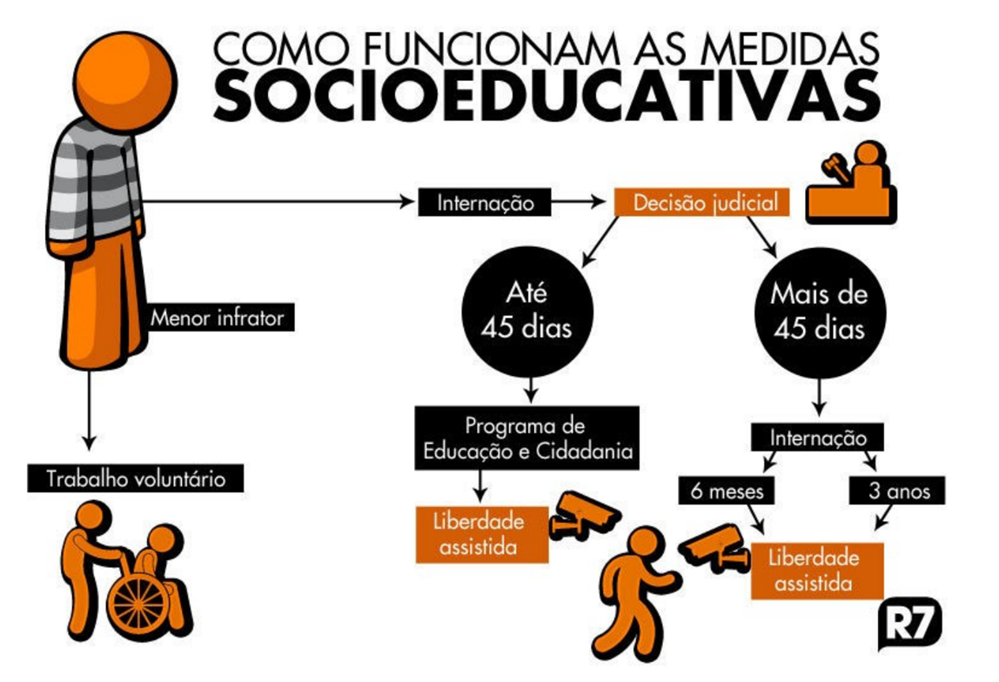 COMO FUNCIONAM AS MEDIDAS
SOCIOEDUCATIVAS
Internação
Decisão judicial
Até
45 dias
Mais de
45 dias
Menor infrator
Programa de
Educação e Cidadania
Internação
Trabalho voluntário
6 meses
3 anos
Liberdade
assistida
Liberdade
assistida
R7